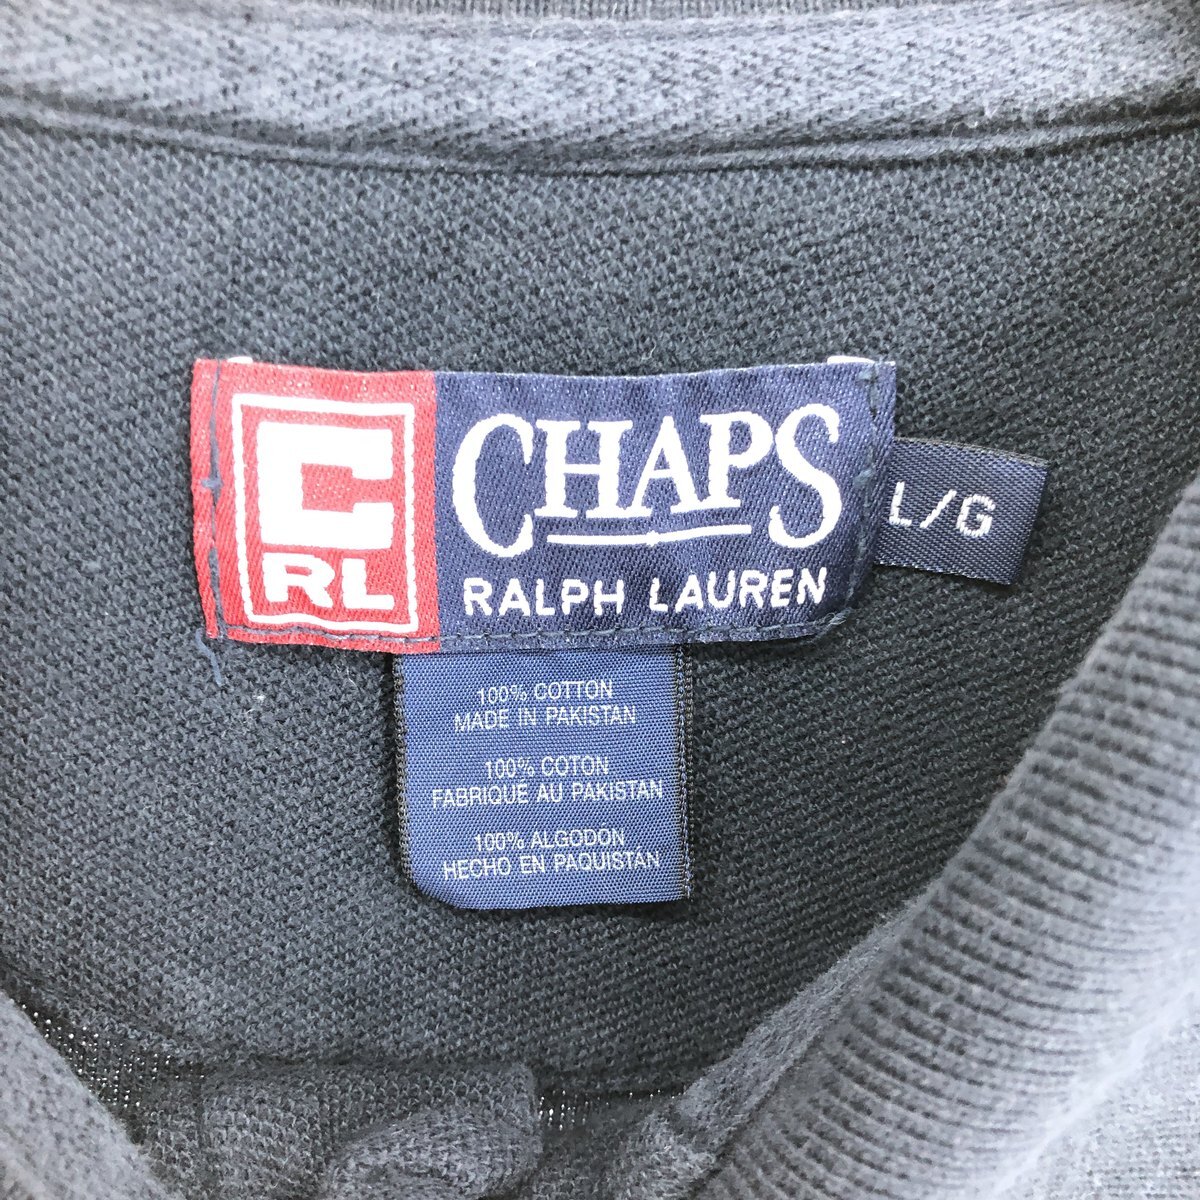 C
RL
CHAPS
RALPH LAUREN
L/G
100% COTTON
MADE IN PAKISTAN
100% COTON
FABRIQUE AU PAKISTAN
100% ALGODON
HECHO EN PAQUISTAN